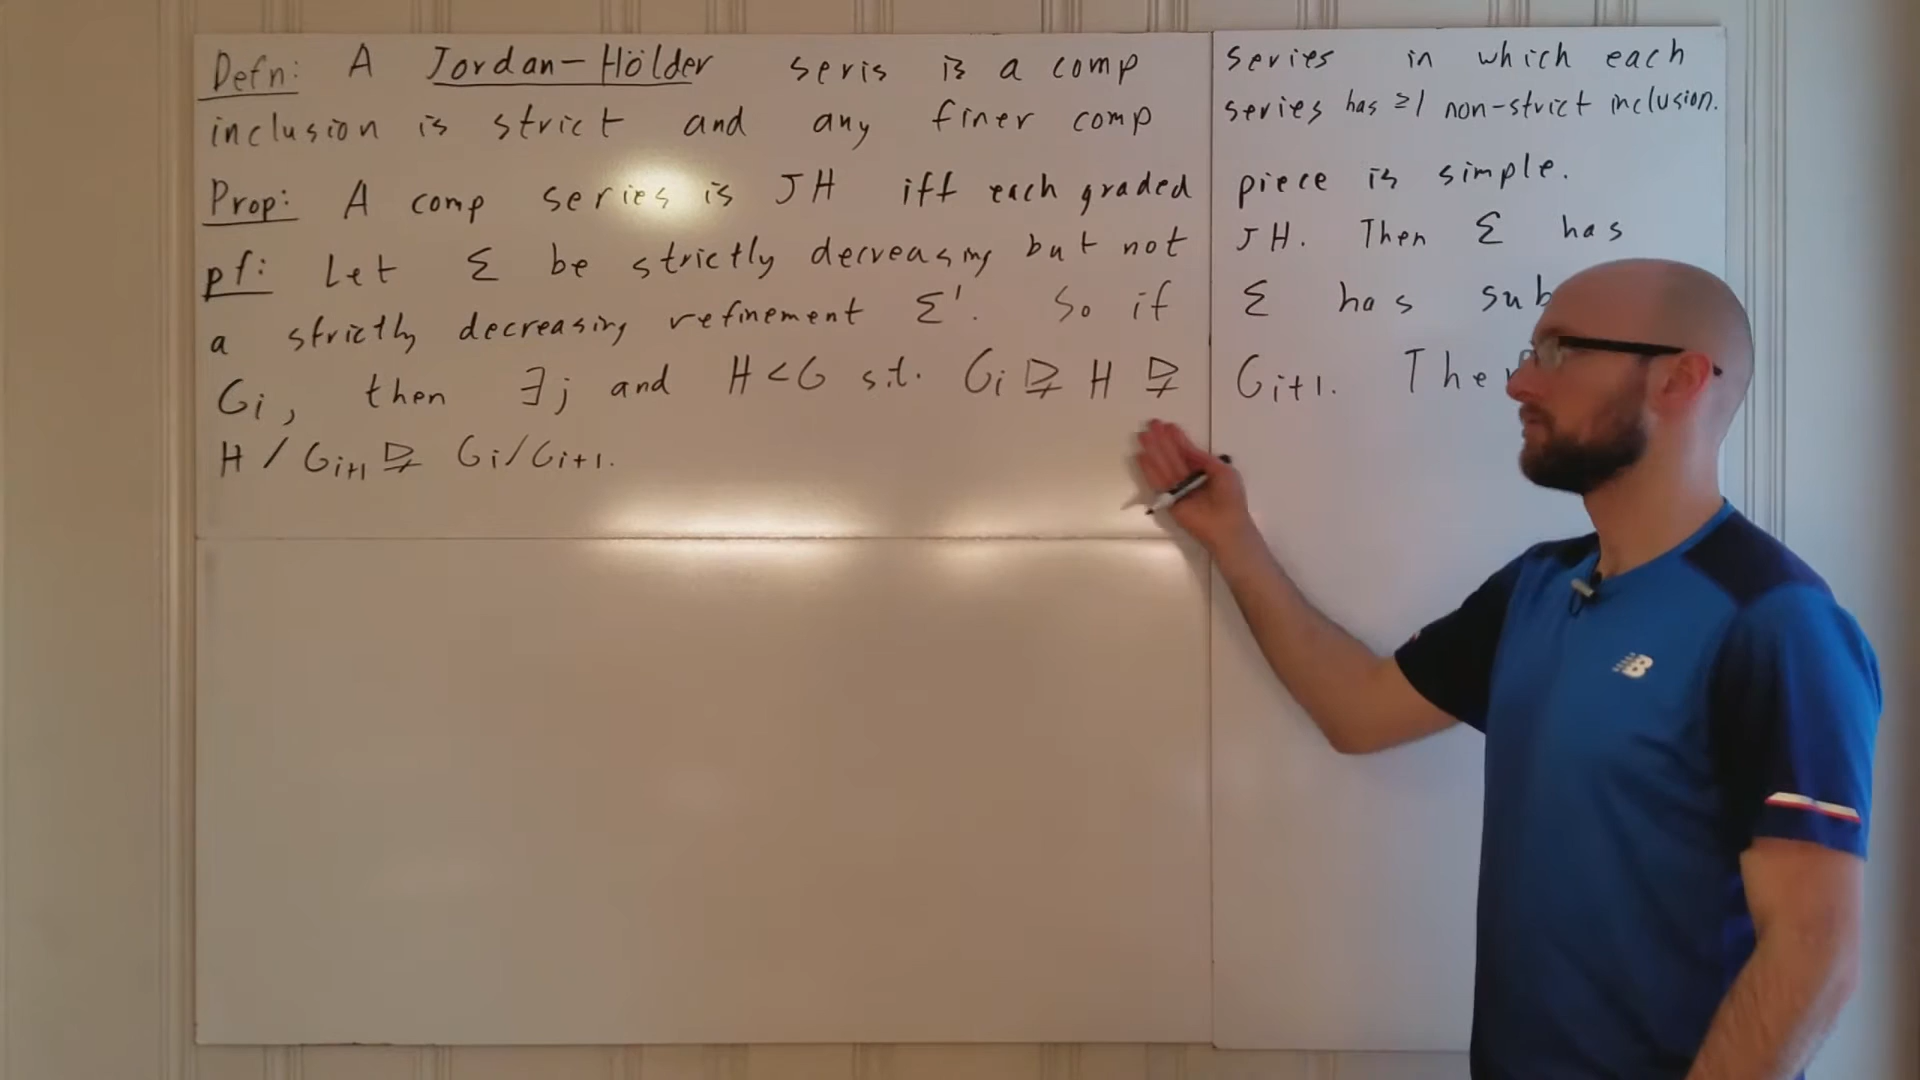 Defn: A Jordan-Hölder seris is a comp series in which each
inclusion is strict and any finer comp series has ≥1 non-strict inclusion.
Prop: A comp series is JH iff each graded piece is simple.
pf: Let Σ be strictly decreasing but not JH. Then Σ has
a strictly decreasing refinement Σ'. So if Σ has sub
Gi, then ∃j and H<G s.t. Gi ⋭ H ⋭ Gi+1. The
H / Gi+1 ⋭ Gi/Gi+1.